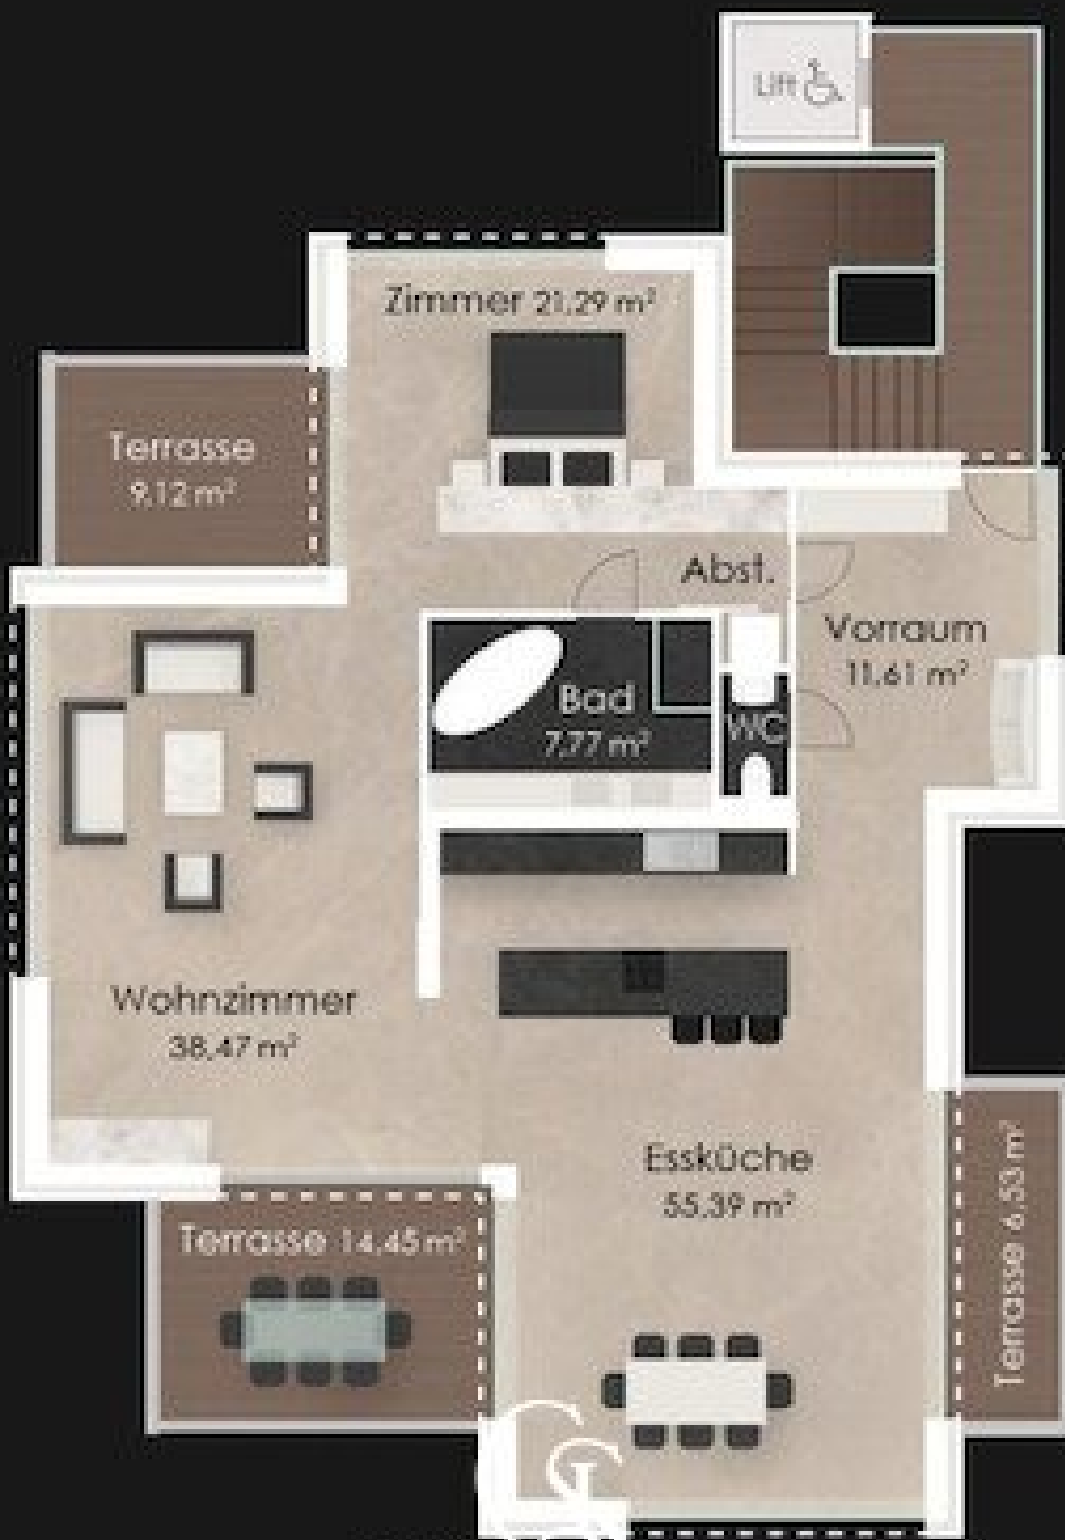 Lift
Zimmer 21,29 m²
Terrasse
9,12 m²
Abst.
Vorraum
11,61 m²
Bad
7,77 m²
WC
Wohnzimmer
38,47 m²
Essküche
55,39 m²
Terrasse 6,53 m²
Terrasse 14,45 m²